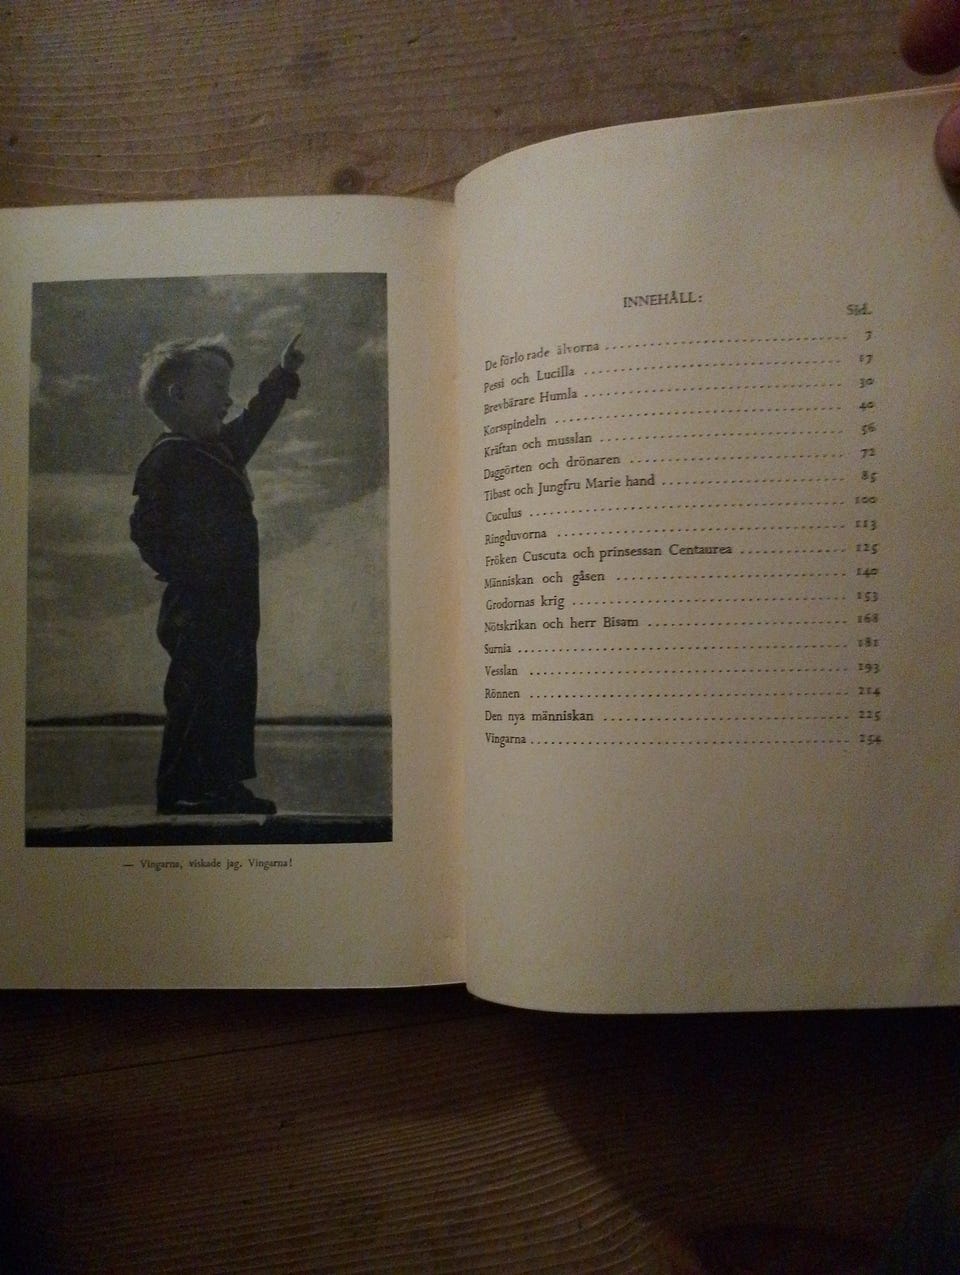 — Vingarna, viskade jag. Vingarna!
INNEHÅLL:
Sid.
De förlorade älvorna 7
Pessi och Lucilla 17
Brevbärare Humla 30
Korsspindeln 40
Kräftan och musslan 56
Daggörten och drönaren 72
Tibast och Jungfru Marie hand 85
Cuculus 100
Ringduvorna 113
Fröken Cuscuta och prinsessan Centaurea 125
Människan och gåsen 140
Grodornas krig 153
Nötskrikan och herr Bisam 168
Surnia 181
Vesslan 193
Rönnen 214
Den nya människan 225
Vingarna 254